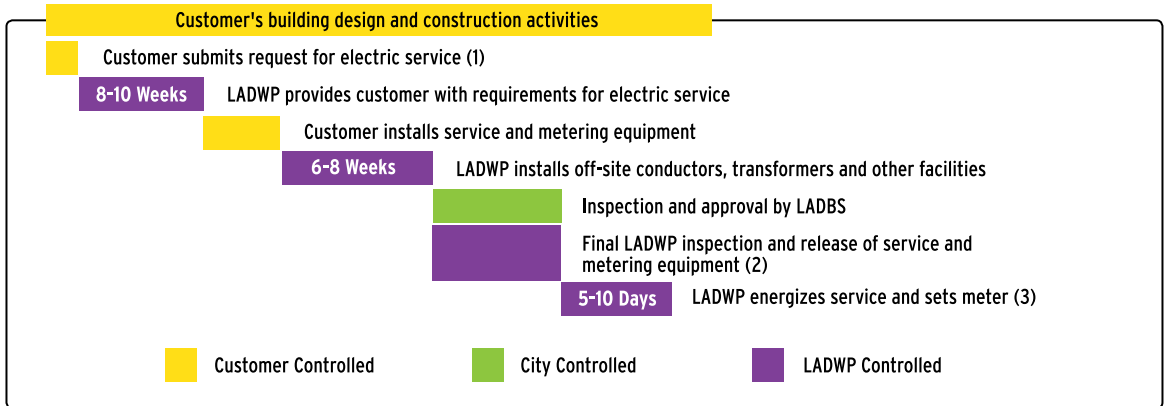 Customer's building design and construction activities
Customer submits request for electric service (1)
8-10 Weeks LADWP provides customer with requirements for electric service
Customer installs service and metering equipment
6-8 Weeks LADWP installs off-site conductors, transformers and other facilities
Inspection and approval by LADBS
Final LADWP inspection and release of service and
metering equipment (2)
5-10 Days LADWP energizes service and sets meter (3)
Customer Controlled City Controlled LADWP Controlled